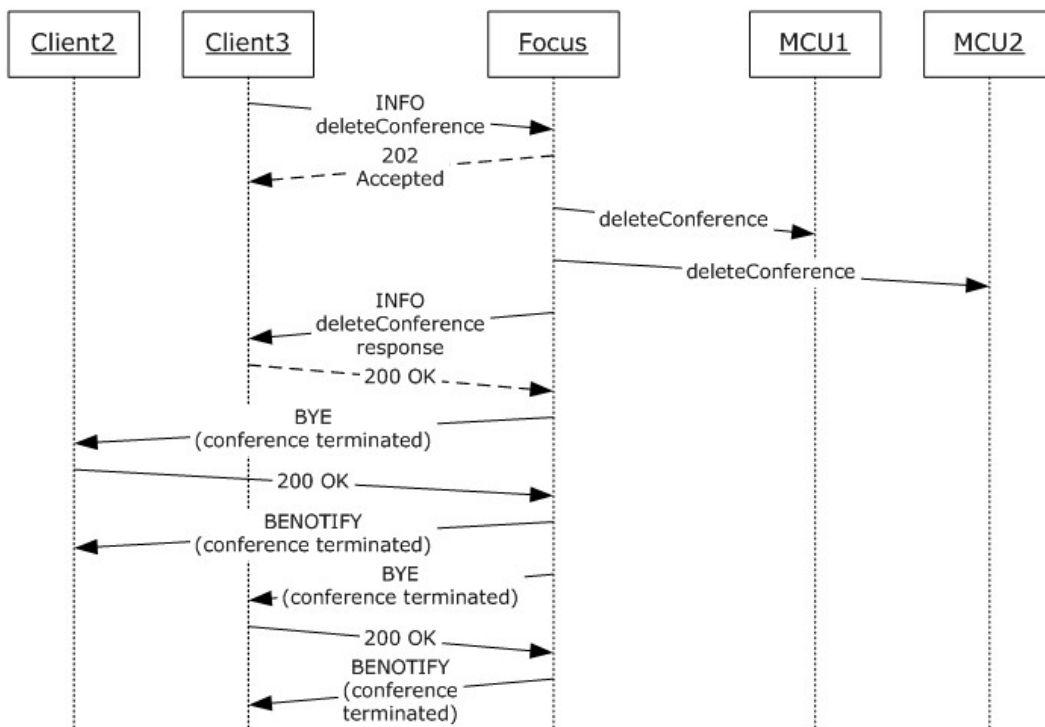 Client2
Client3
Focus
MCU1
MCU2
INFO
deleteConference
202
Accepted
deleteConference
deleteConference
INFO
deleteConference
response
200 OK
BYE
(conference terminated)
200 OK
BENOTIFY
(conference terminated)
BYE
(conference terminated)
200 OK
BENOTIFY
(conference
terminated)